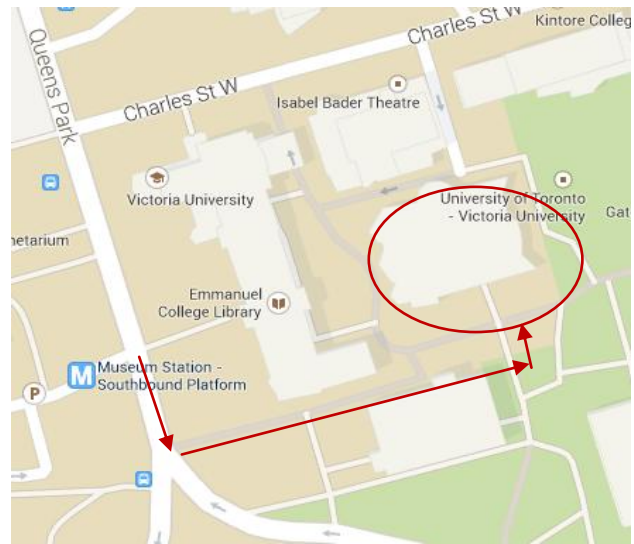 Kintore Colleg
Charles St W
Queens Park
Charles St W
Isabel Bader Theatre
Victoria University
University of Toronto
- Victoria University
Gat
netarium
Emmanuel
College Library
M
Museum Station -
Southbound Platform
P